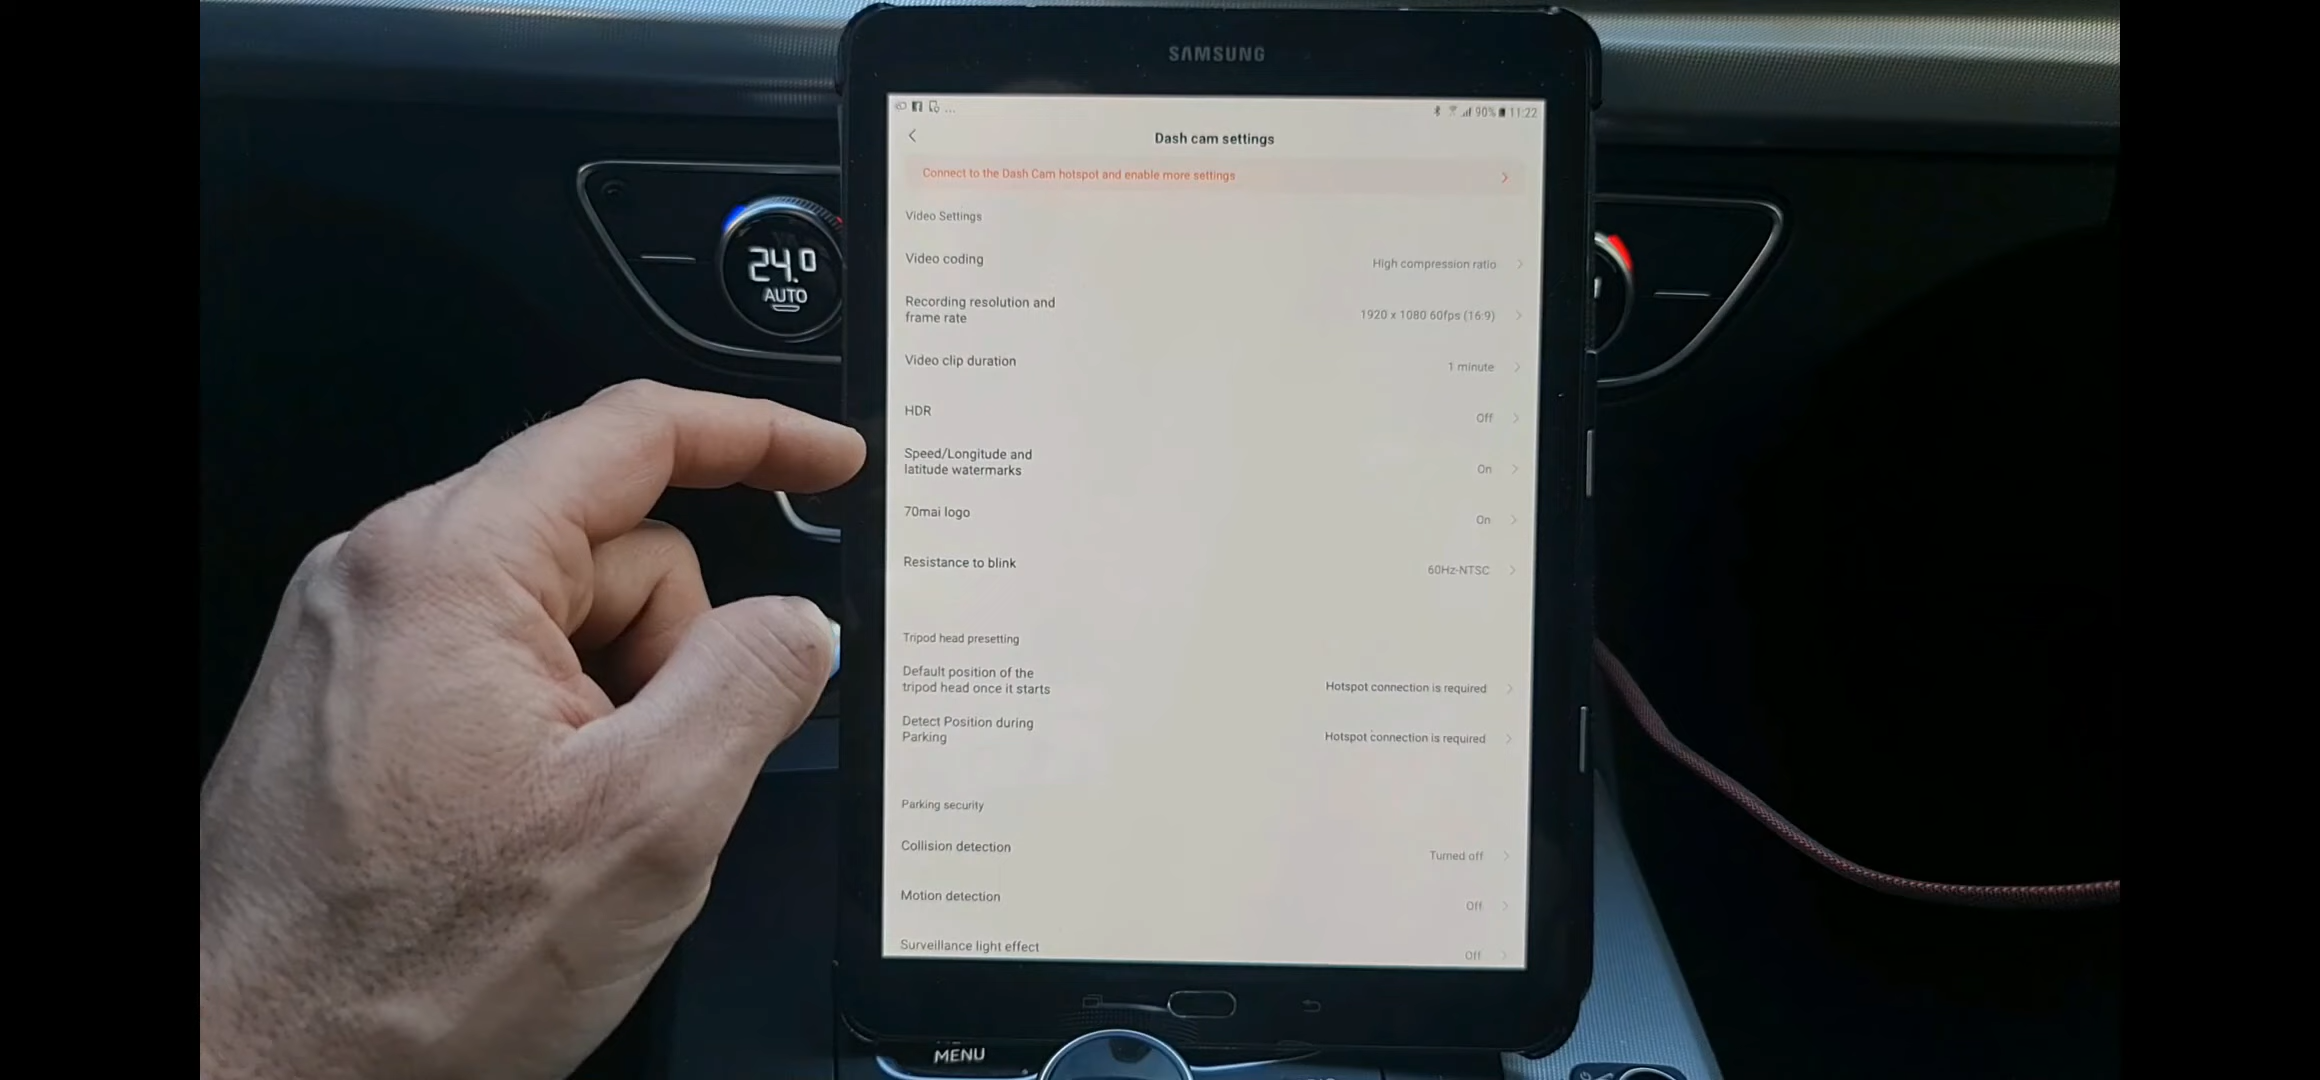 SAMSUNG
... 90% 11:22
Dash cam settings
Connect to the Dash Cam hotspot and enable more settings
Video Settings
Video coding
High compression ratio
Recording resolution and
frame rate
1920 x 1080 60fps (16:9)
Video clip duration
1 minute
HDR
Off
Speed/Longitude and
latitude watermarks
On
70mai logo
On
Resistance to blink
60Hz-NTSC
Tripod head presetting
Default position of the
tripod head once it starts
Hotspot connection is required
Detect Position during
Parking
Hotspot connection is required
Parking security
Collision detection
Turned off
Motion detection
Off
Surveillance light effect
Off
24.0
AUTO
MENU